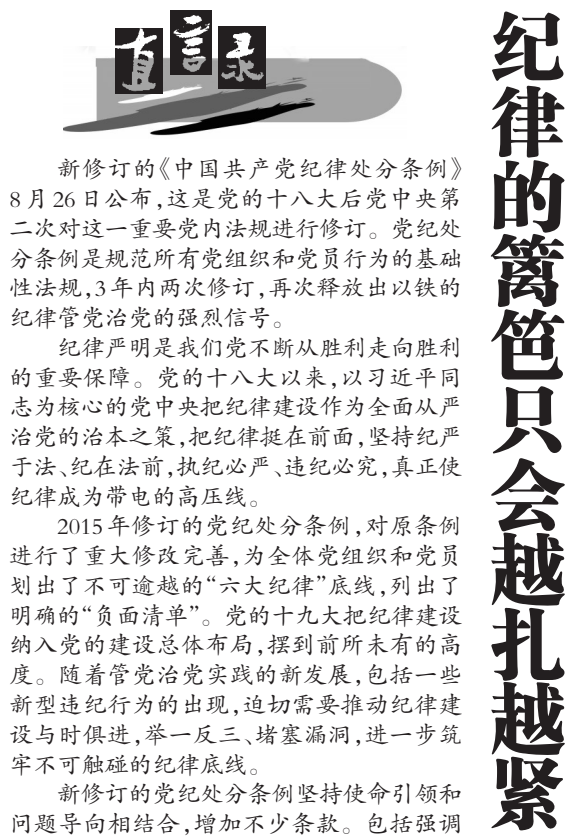 直言录
纪律的篱笆只会越扎越紧
新修订的《中国共产党纪律处分条例》
8月26日公布,这是党的十八大后党中央第
二次对这一重要党内法规进行修订。党纪处
分条例是规范所有党组织和党员行为的基础
性法规,3年内两次修订,再次释放出以铁的
纪律管党治党的强烈信号。
纪律严明是我们党不断从胜利走向胜利
的重要保障。党的十八大以来,以习近平同
志为核心的党中央把纪律建设作为全面从严
治党的治本之策,把纪律挺在前面,坚持纪严
于法、纪在法前,执纪必严、违纪必究,真正使
纪律成为带电的高压线。
2015年修订的党纪处分条例,对原条例
进行了重大修改完善,为全体党组织和党员
划出了不可逾越的“六大纪律”底线,列出了
明确的“负面清单”。党的十九大把纪律建设
纳入党的建设总体布局,摆到前所未有的高
度。随着管党治党实践的新发展,包括一些
新型违纪行为的出现,迫切需要推动纪律建
设与时俱进,举一反三、堵塞漏洞,进一步筑
牢不可触碰的纪律底线。
新修订的党纪处分条例坚持使命引领和
问题导向相结合,增加不少条款。包括强调